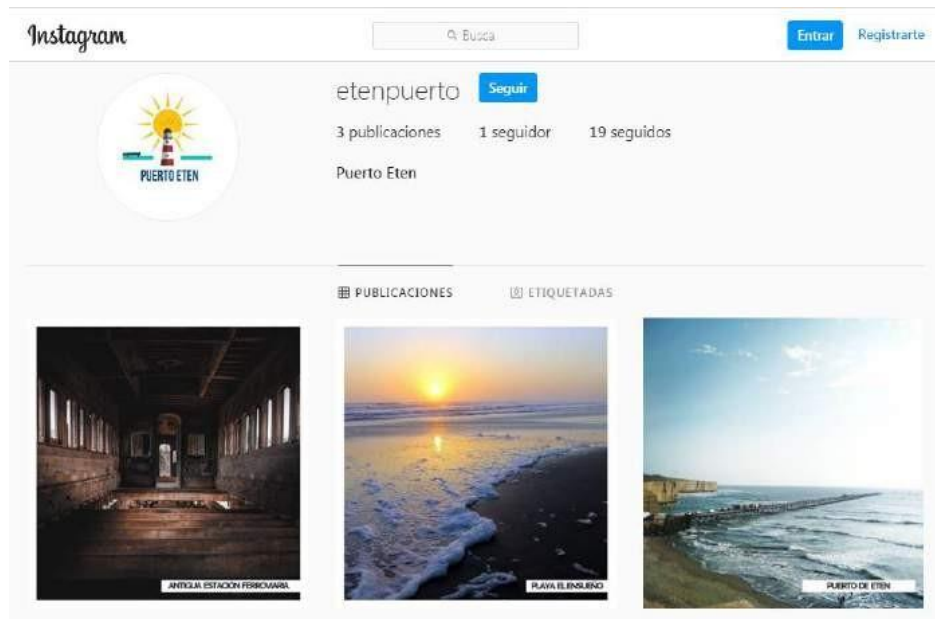 Instagram
Busca
Entrar
Registrarte
PUERTO ETEN
etenpuerto
Seguir
3 publicaciones
1 seguidor
19 seguidos
Puerto Eten
PUBLICACIONES
ETIQUETADAS
ANTIGUA ESTACIÓN FERROVIARIA
PLAYA EL ENSUEÑO
PUERTO DE ETEN